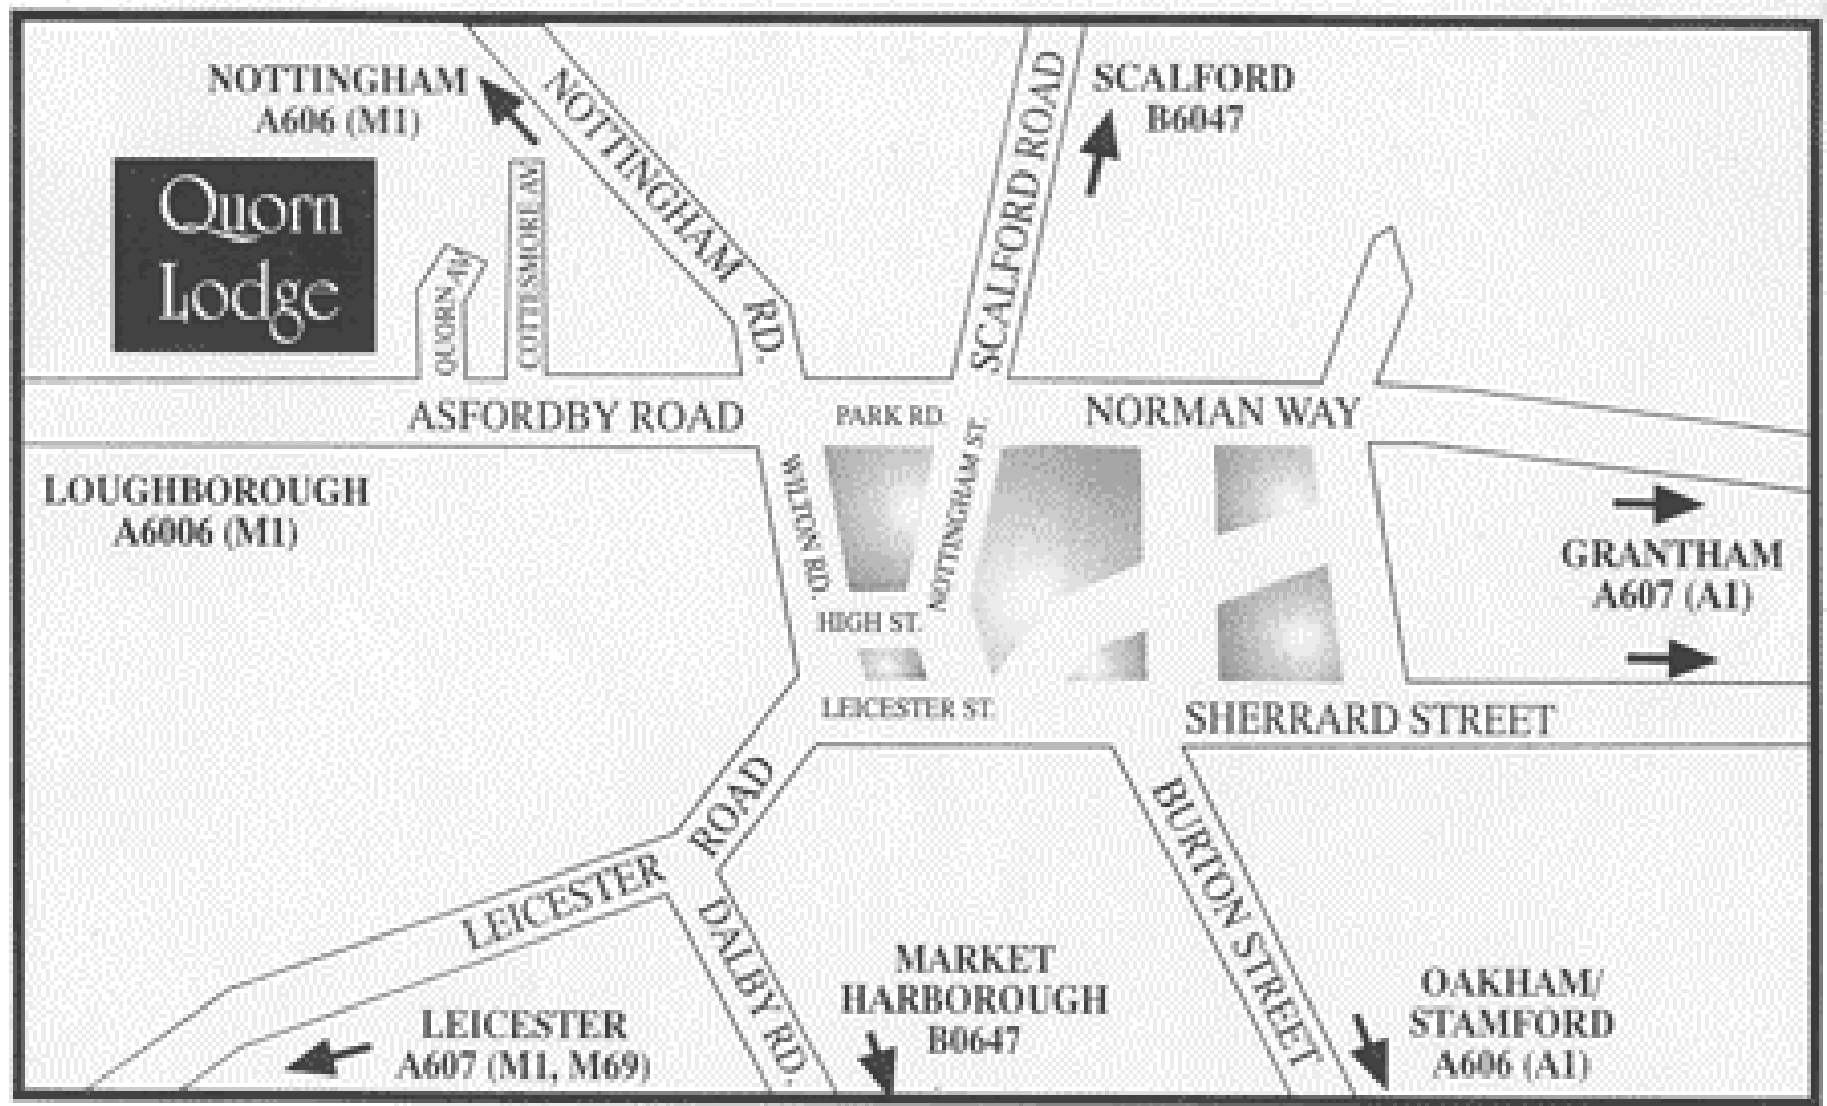 NOTTINGHAM
A606 (M1)
NOTTINGHAM RD.
SCALFORD ROAD
SCALFORD
B6047
Quorn
Lodge
QUORN AV
COTTESMORE AV
ASFORDBY ROAD
PARK RD.
NORMAN WAY
LOUGHBOROUGH
A6006 (M1)
WILTON RD.
NOTTINGHAM ST.
GRANTHAM
A607 (A1)
HIGH ST.
LEICESTER ST.
SHERRARD STREET
LEICESTER ROAD
DALBY RD.
BURTON STREET
MARKET
HARBOROUGH
B0647
OAKHAM/
STAMFORD
A606 (A1)
LEICESTER
A607 (M1, M69)